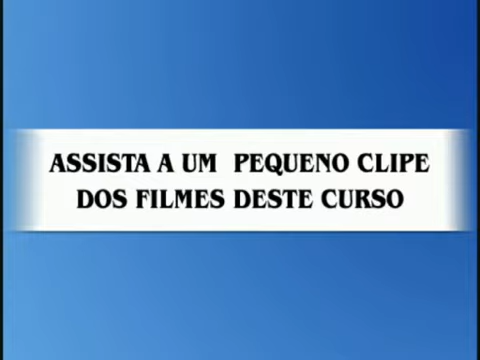 ASSISTA A UM PEQUENO CLIPE
DOS FILMES DESTE CURSO